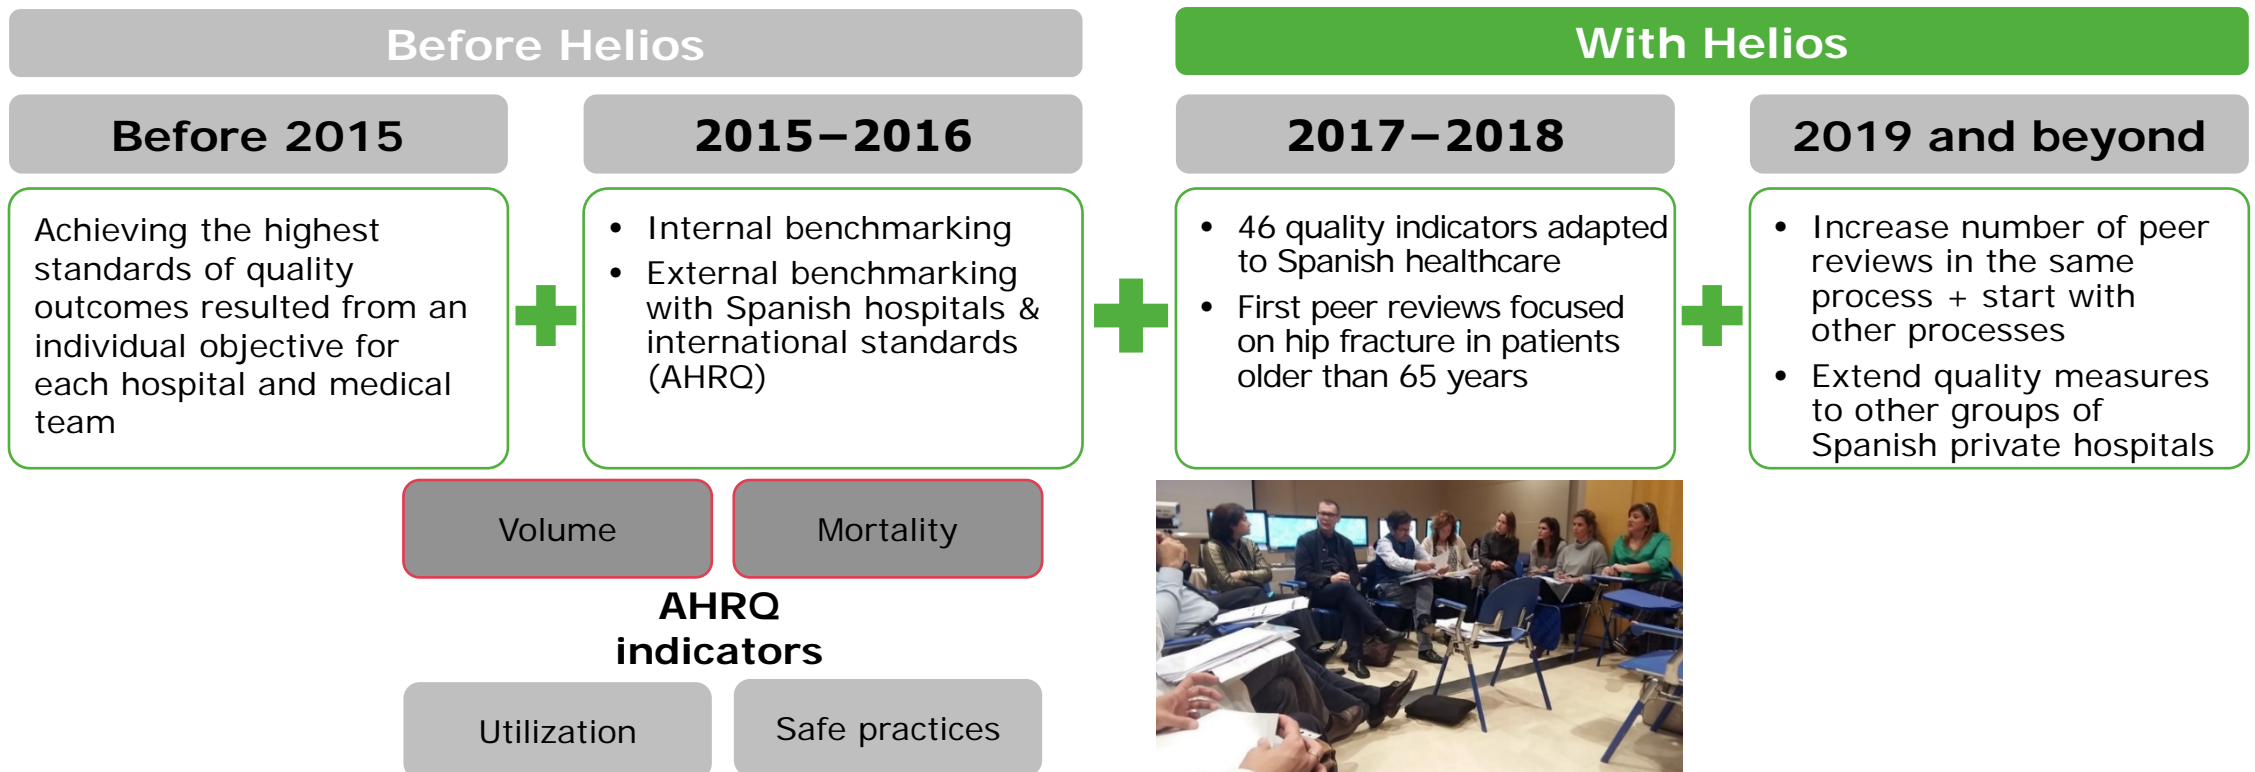 Before Helios
With Helios
Before 2015
2015–2016
2017–2018
2019 and beyond
Achieving the highest
standards of quality
outcomes resulted from an
individual objective for
each hospital and medical
team
• Internal benchmarking
• External benchmarking
with Spanish hospitals &
international standards
(AHRQ)
• 46 quality indicators adapted
to Spanish healthcare
• First peer reviews focused
on hip fracture in patients
older than 65 years
• Increase number of peer
reviews in the same
process + start with
other processes
• Extend quality measures
to other groups of
Spanish private hospitals
Volume
Mortality
AHRQ
indicators
Utilization
Safe practices